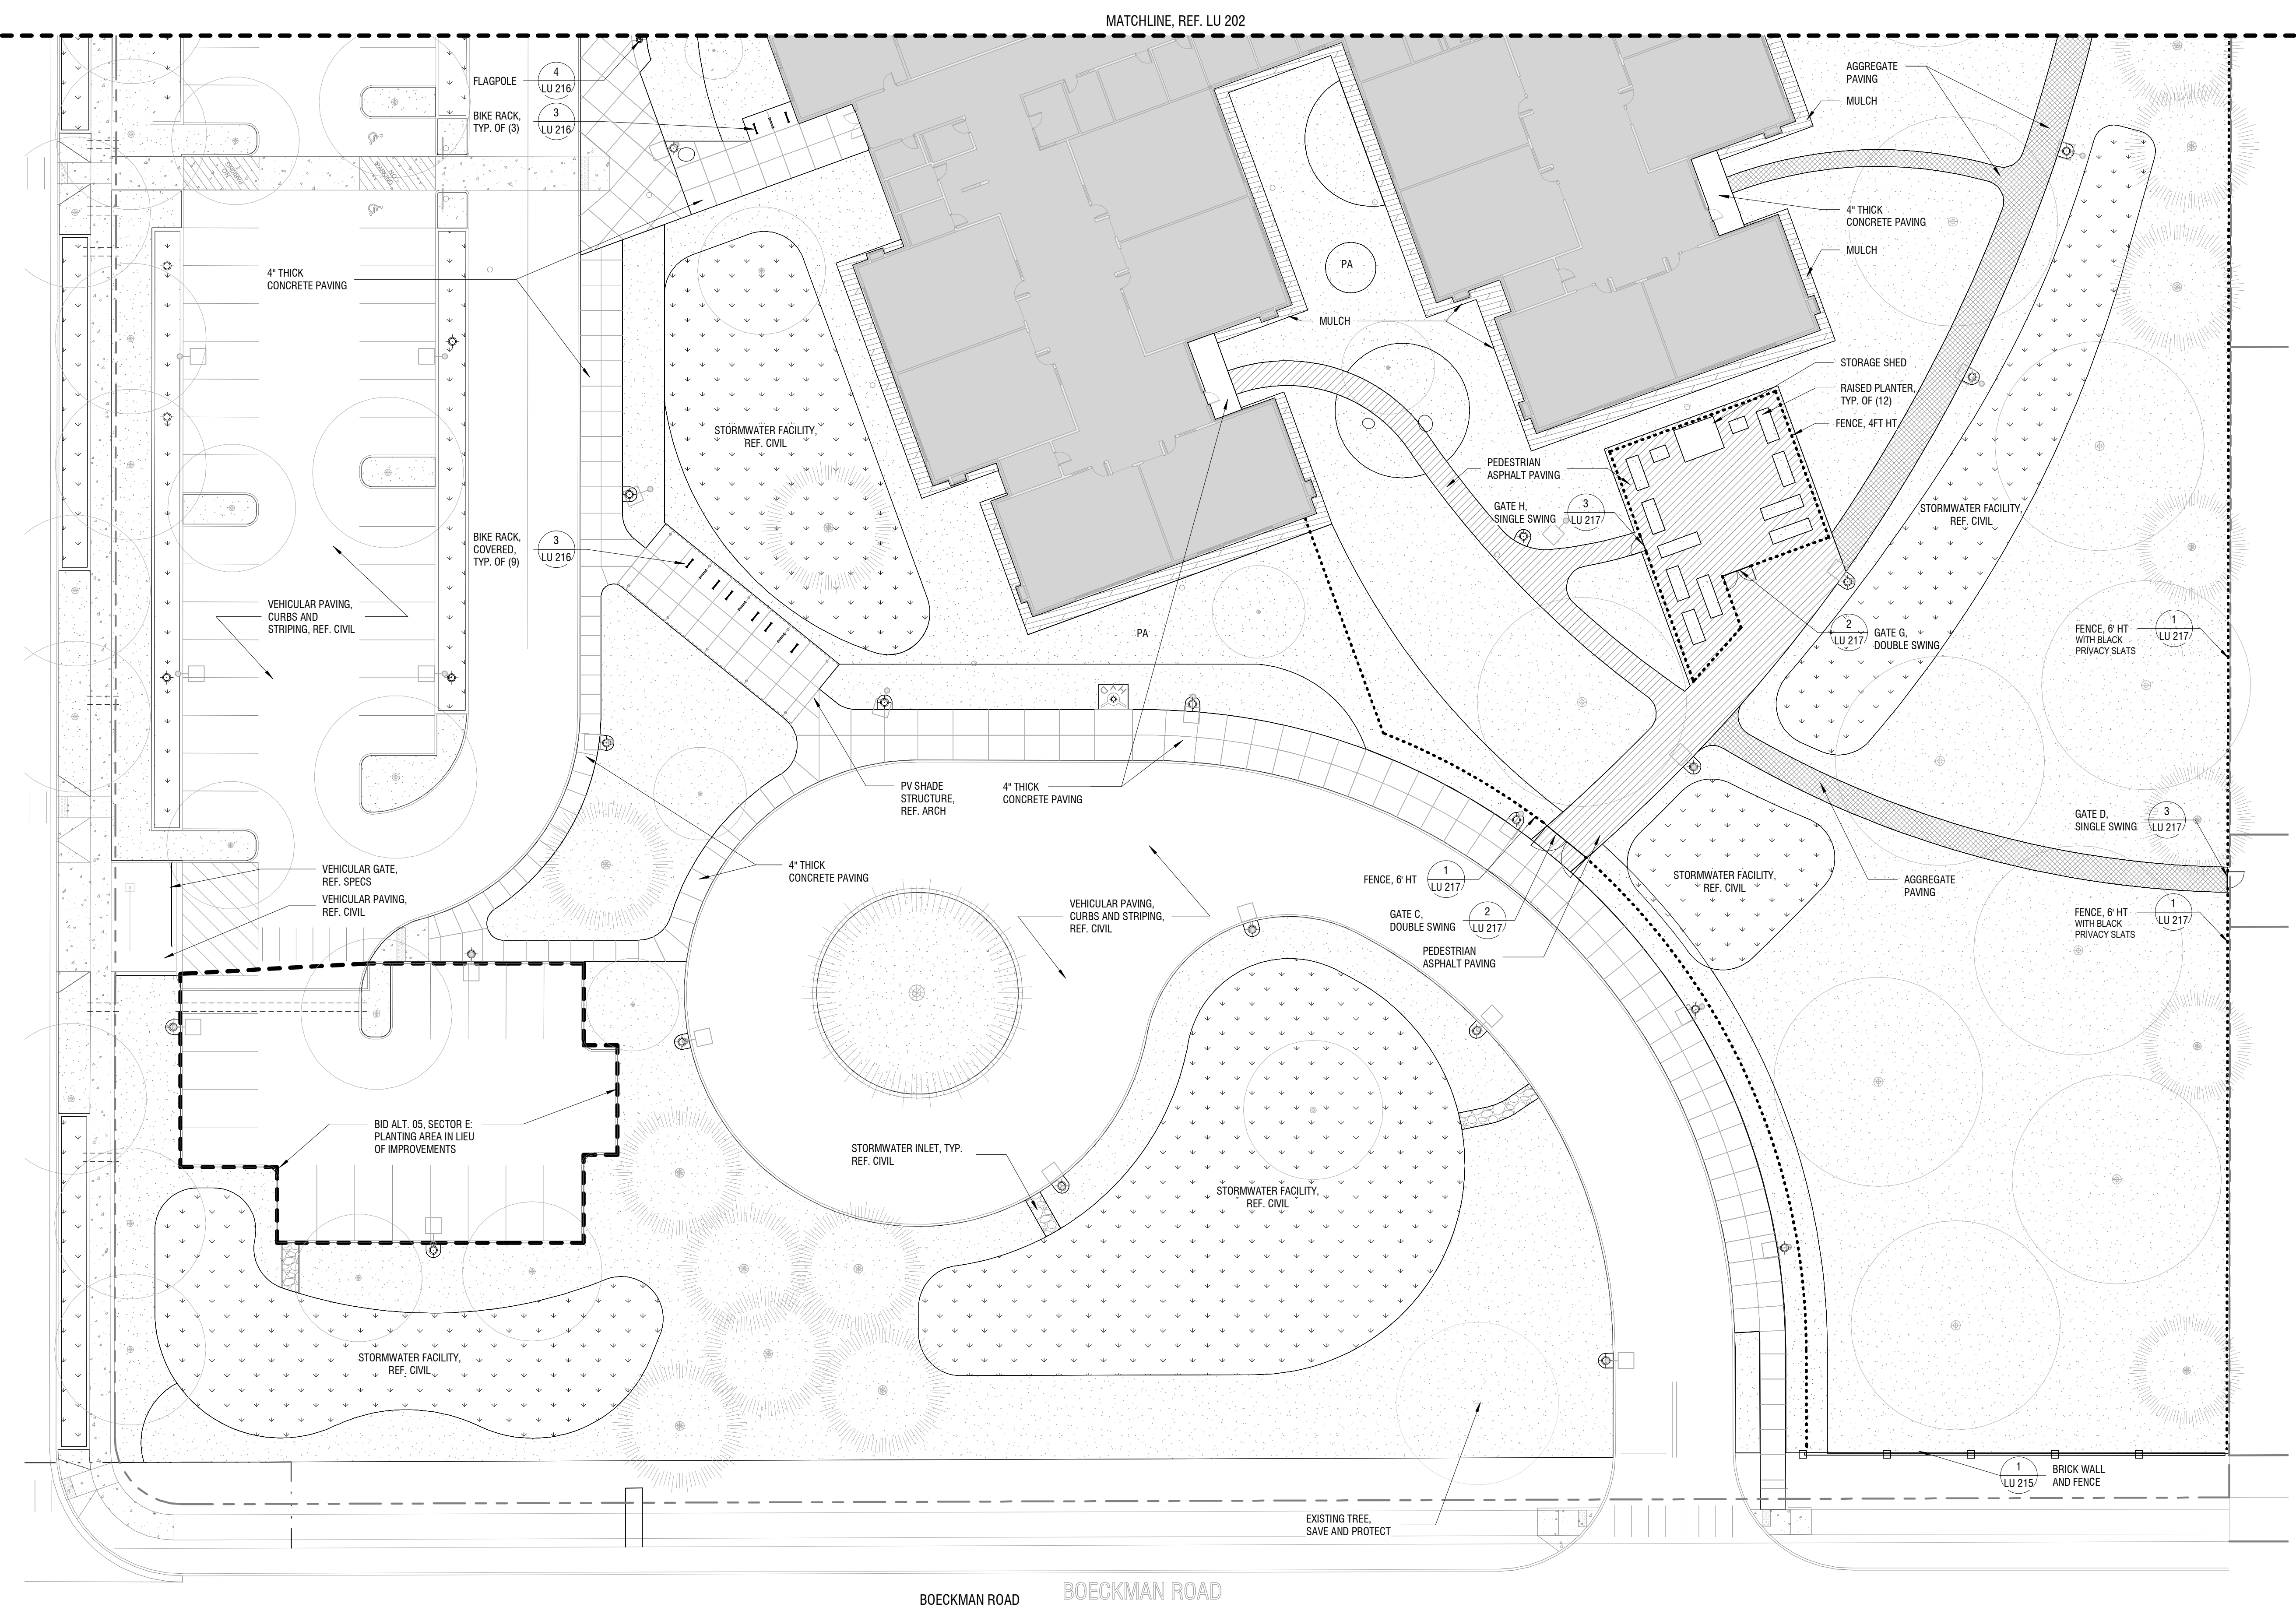 MATCHLINE, REF. LU 202
FLAGPOLE
4
LU 216
BIKE RACK,
TYP. OF (3)
3
LU 216
AGGREGATE
PAVING
MULCH
NO
PARKING
NO
PARKING
4" THICK
CONCRETE PAVING
MULCH
4" THICK
CONCRETE PAVING
PA
MULCH
STORAGE SHED
RAISED PLANTER,
TYP. OF (12)
FENCE, 4FT HT
STORMWATER FACILITY,
REF. CIVIL
PEDESTRIAN
ASPHALT PAVING
GATE H,
SINGLE SWING
3
LU 217
STORMWATER FACILITY,
REF. CIVIL
BIKE RACK,
COVERED,
TYP. OF (9)
3
LU 216
VEHICULAR PAVING,
CURBS AND
STRIPING, REF. CIVIL
PA
2
LU 217
GATE G,
DOUBLE SWING
FENCE, 6' HT
WITH BLACK
PRIVACY SLATS
1
LU 217
PV SHADE
STRUCTURE,
REF. ARCH
4" THICK
CONCRETE PAVING
GATE D,
SINGLE SWING
3
LU 217
VEHICULAR GATE,
REF. SPECS
4" THICK
CONCRETE PAVING
FENCE, 6' HT
1
LU 217
STORMWATER FACILITY,
REF. CIVIL
AGGREGATE
PAVING
VEHICULAR PAVING,
REF. CIVIL
VEHICULAR PAVING,
CURBS AND STRIPING,
REF. CIVIL
GATE C,
DOUBLE SWING
2
LU 217
FENCE, 6' HT
WITH BLACK
PRIVACY SLATS
1
LU 217
PEDESTRIAN
ASPHALT PAVING
BID ALT. 05, SECTOR E:
PLANTING AREA IN LIEU
OF IMPROVEMENTS
STORMWATER INLET, TYP.
REF. CIVIL
STORMWATER FACILITY,
REF. CIVIL
STORMWATER FACILITY,
REF. CIVIL
1
LU 215
BRICK WALL
AND FENCE
EXISTING TREE,
SAVE AND PROTECT
BOECKMAN ROAD
BOECKMAN ROAD